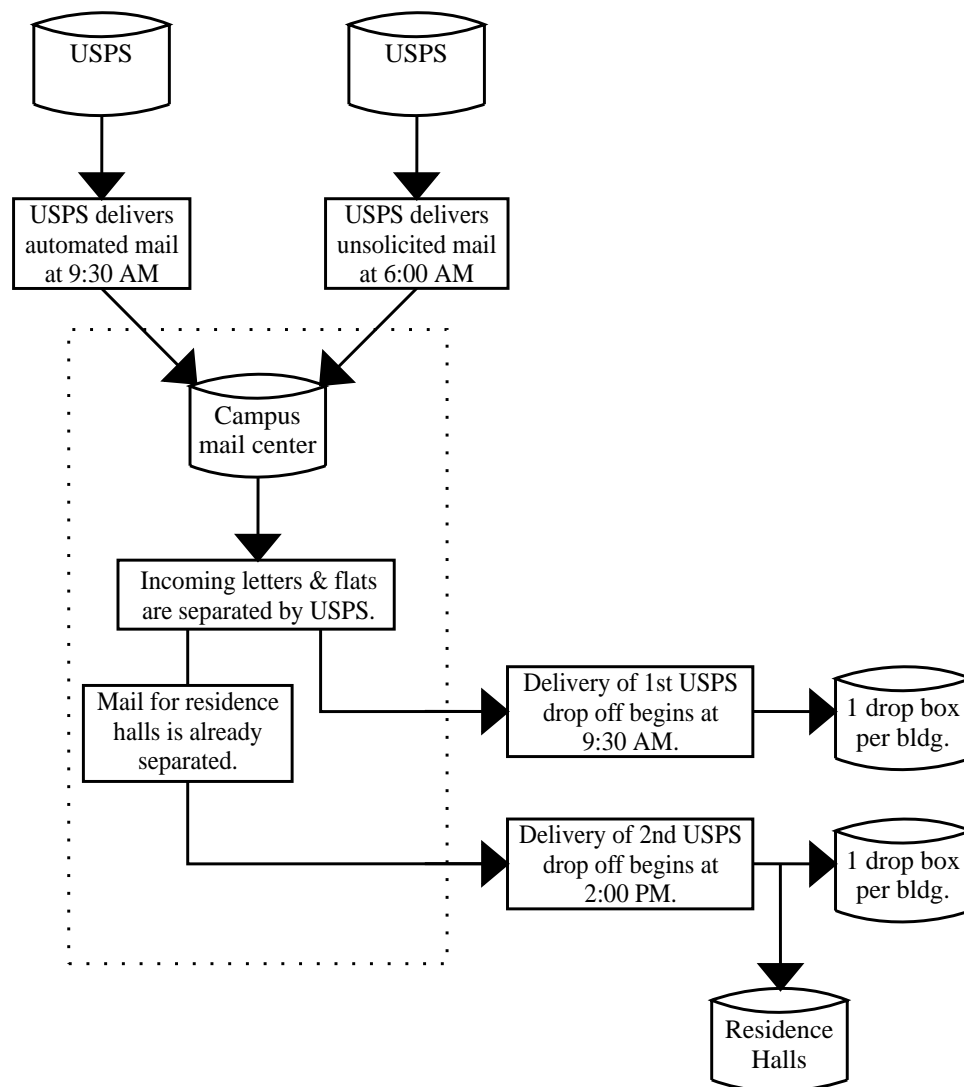 USPS
USPS
USPS delivers
automated mail
at 9:30 AM
USPS delivers
unsolicited mail
at 6:00 AM
Campus
mail center
Incoming letters & flats
are separated by USPS.
Mail for residence
halls is already
separated.
Delivery of 1st USPS
drop off begins at
9:30 AM.
1 drop box
per bldg.
Delivery of 2nd USPS
drop off begins at
2:00 PM.
1 drop box
per bldg.
Residence
Halls